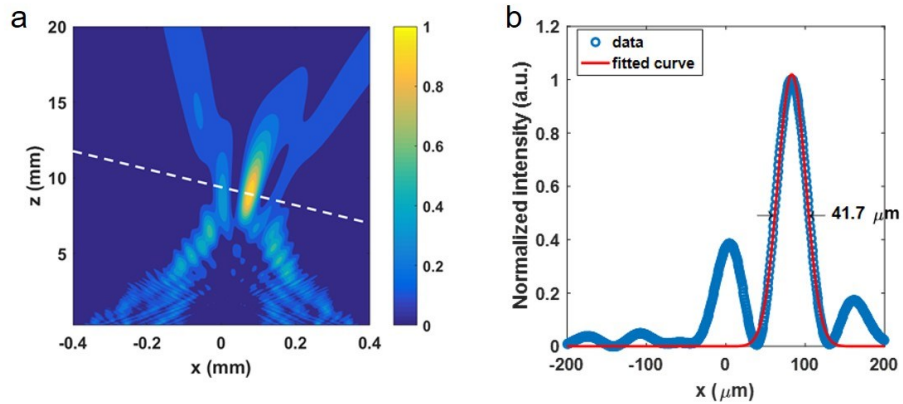 a
20
15
10
5
z (mm)
-0.4
-0.2
0
0.2
0.4
x (mm)
1
0.8
0.6
0.4
0.2
0
b
data
fitted curve
41.7 μm
1
0.8
0.6
0.4
0.2
0
Normalized intensity (a.u.)
-200
-100
0
100
200
x (μm)